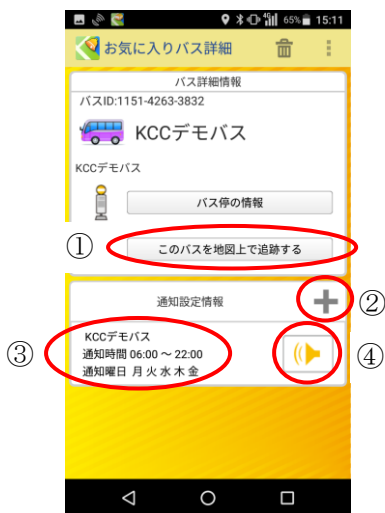 4G 65% 15:11
お気に入りバス詳細
バス詳細情報
バスID:1151-4263-3832
KCCデモバス
KCCデモバス
バス停の情報
① このバスを地図上で追跡する
通知設定情報
②
③ KCCデモバス
通知時間 06:00 ～ 22:00
通知曜日 月 火 水 木 金
④